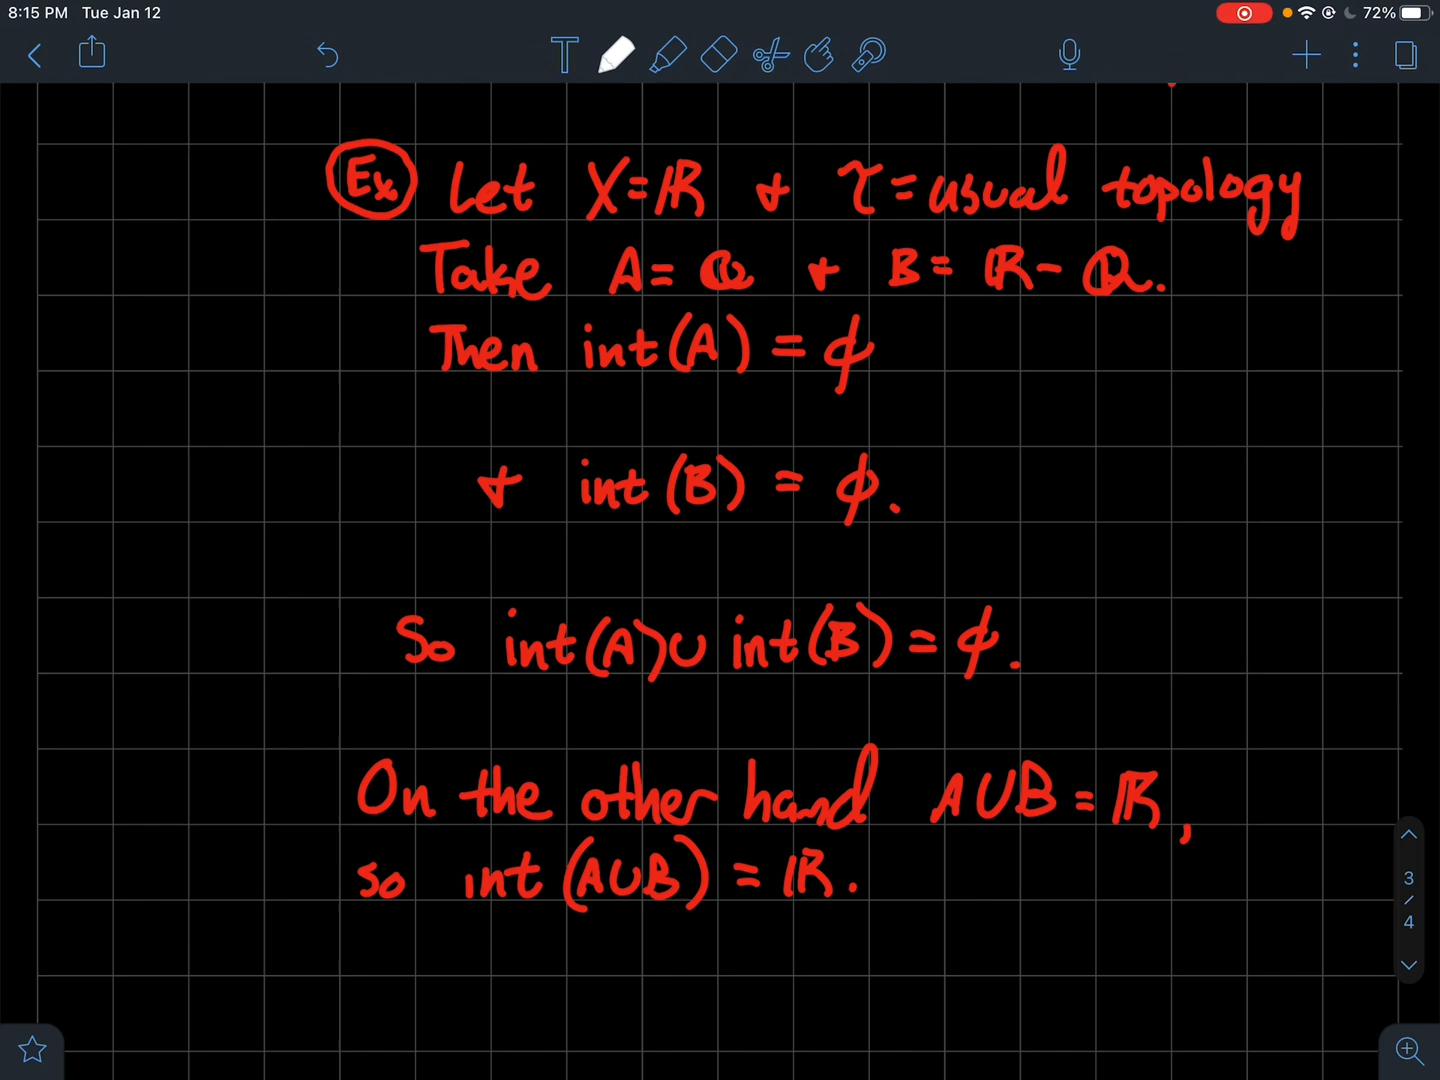 8:15 PM Tue Jan 12
72%
Ex Let X=ℝ & τ=usual topology
Take A=ℚ & B=ℝ-ℚ.
Then int(A)=ϕ
& int(B)=ϕ.
So int(A)∪int(B)=ϕ.
On the other hand A∪B=ℝ,
so int(A∪B)=ℝ.
3
/
4